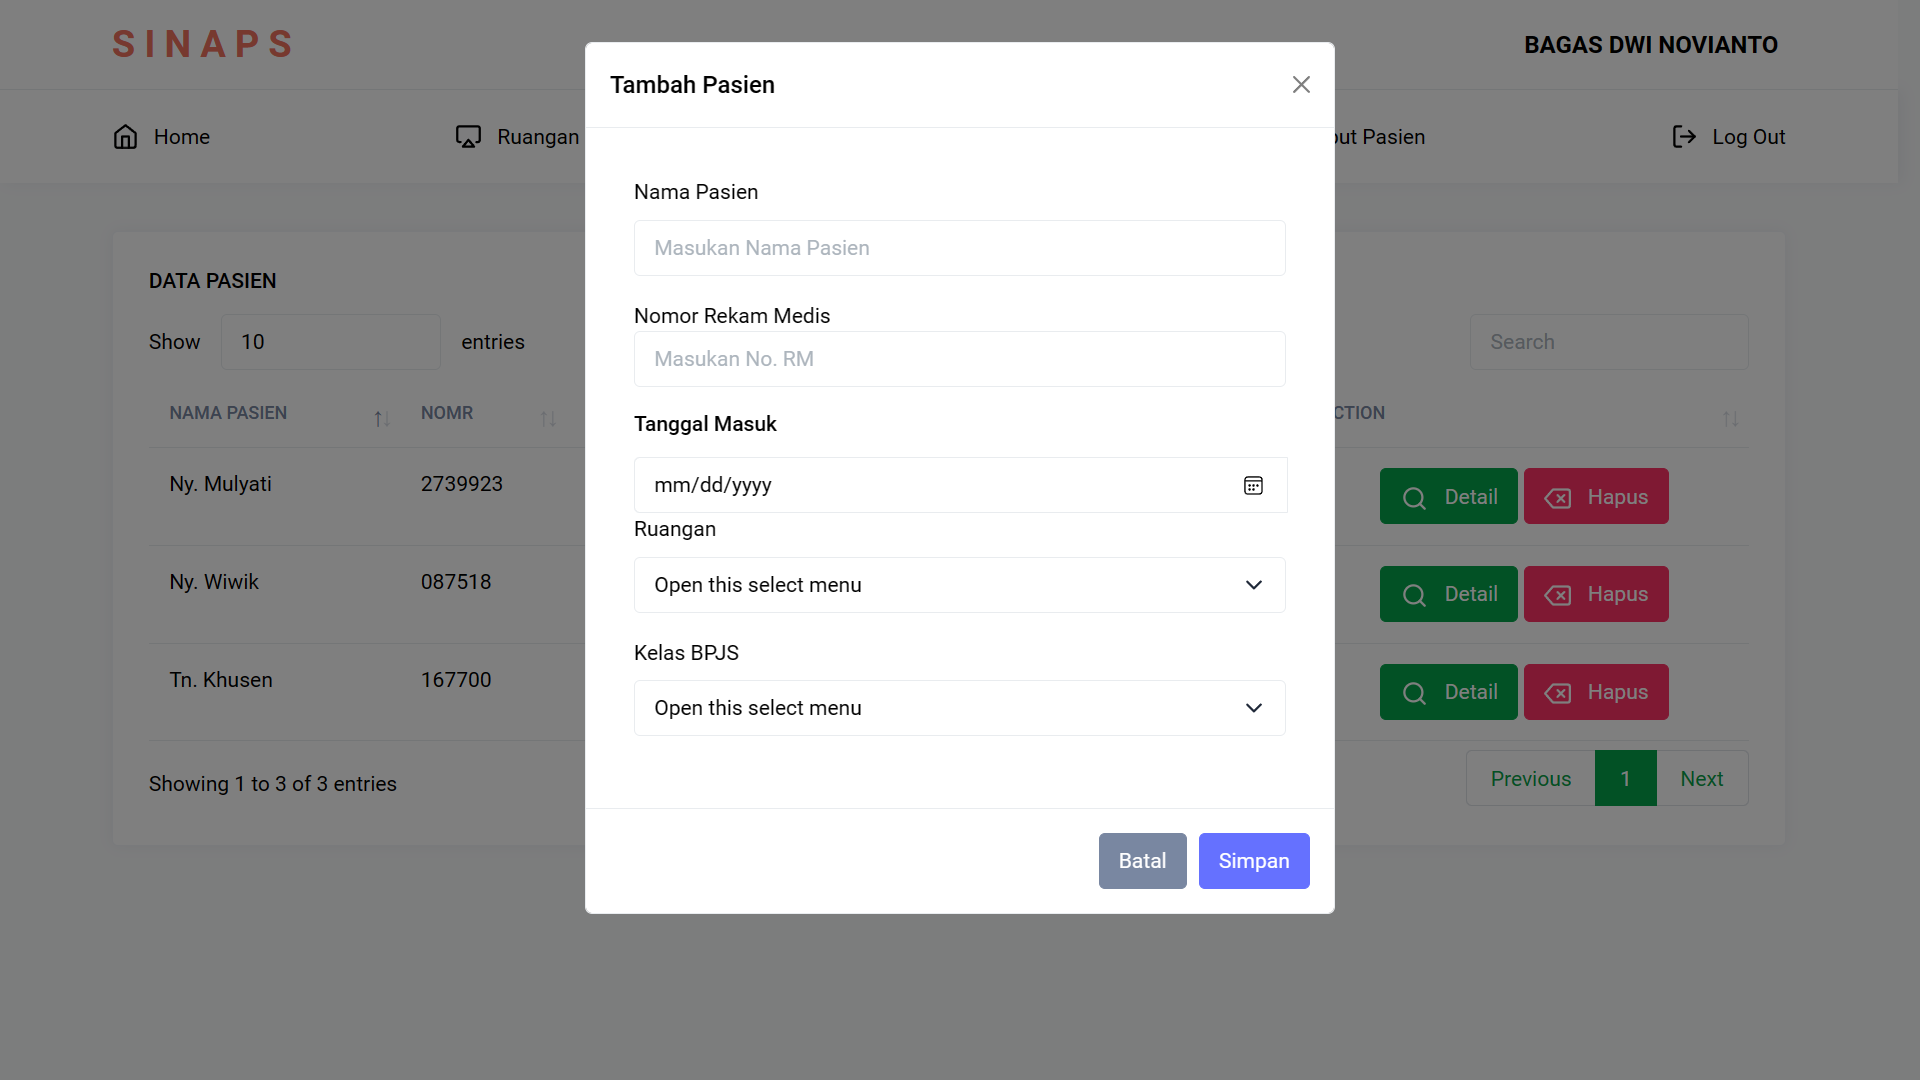 SINAPS
BAGAS DWI NOVIANTO
Home
Ruangan
Pasien
Log Out
Tambah Pasien
Nama Pasien
Masukan Nama Pasien
Nomor Rekam Medis
Masukan No. RM
Tanggal Masuk
mm/dd/yyyy
Ruangan
Open this select menu
Kelas BPJS
Open this select menu
Batal
Simpan
DATA PASIEN
Show 10 entries
Search
NAMA PASIEN NOMR
Ny. Mulyati 2739923 Detail Hapus
Ny. Wiwik 087518 Detail Hapus
Tn. Khusen 167700 Detail Hapus
Showing 1 to 3 of 3 entries
Previous 1 Next